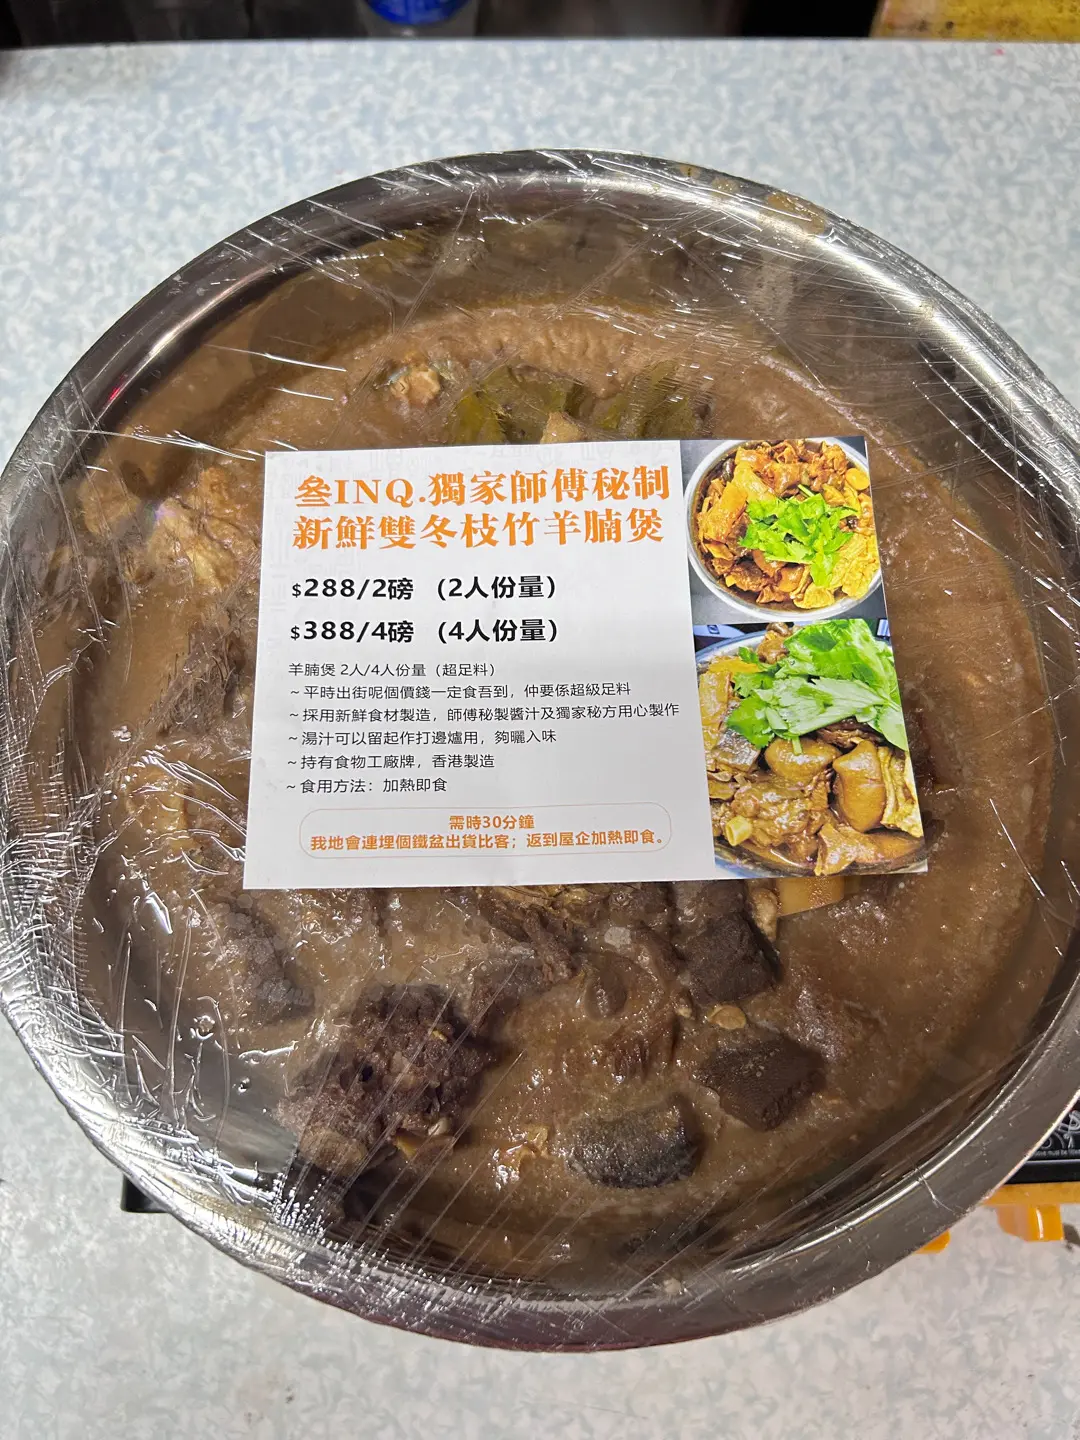 叁INQ.獨家師傅秘制
新鮮雙冬枝竹羊腩煲
$288/2磅 (2人份量)
$388/4磅 (4人份量)
羊腩煲 2人/4人份量（超足料）
~平時出街呢個價錢一定食吾到，仲要係超級足料
~採用新鮮食材製造，師傅秘製醬汁及獨家秘方用心製作
~湯汁可以留起作打邊爐用，夠曬入味
~持有食物工廠牌，香港製造
~食用方法：加熱即食
需時30分鐘
我地會連埋個鐵盆出貨比客；返到屋企加熱即食。